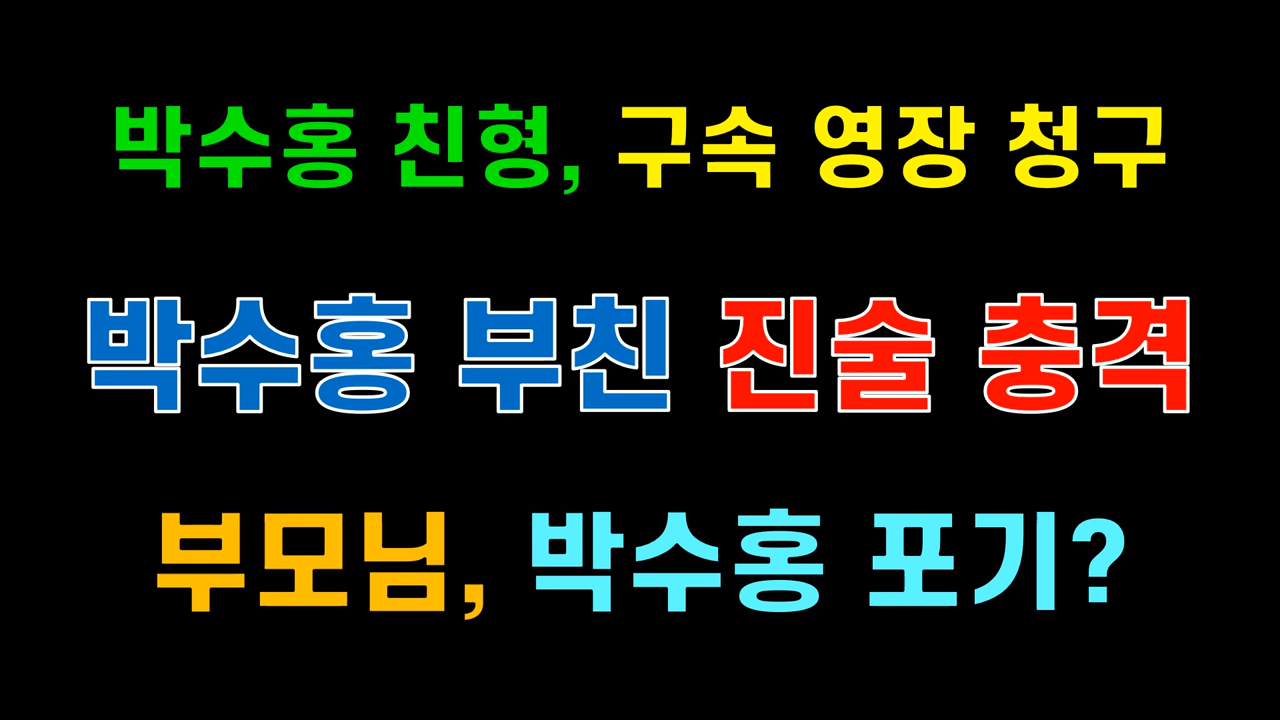 박수홍 친형, 구속 영장 청구
박수홍 부친 진술 충격
부모님, 박수홍 포기?